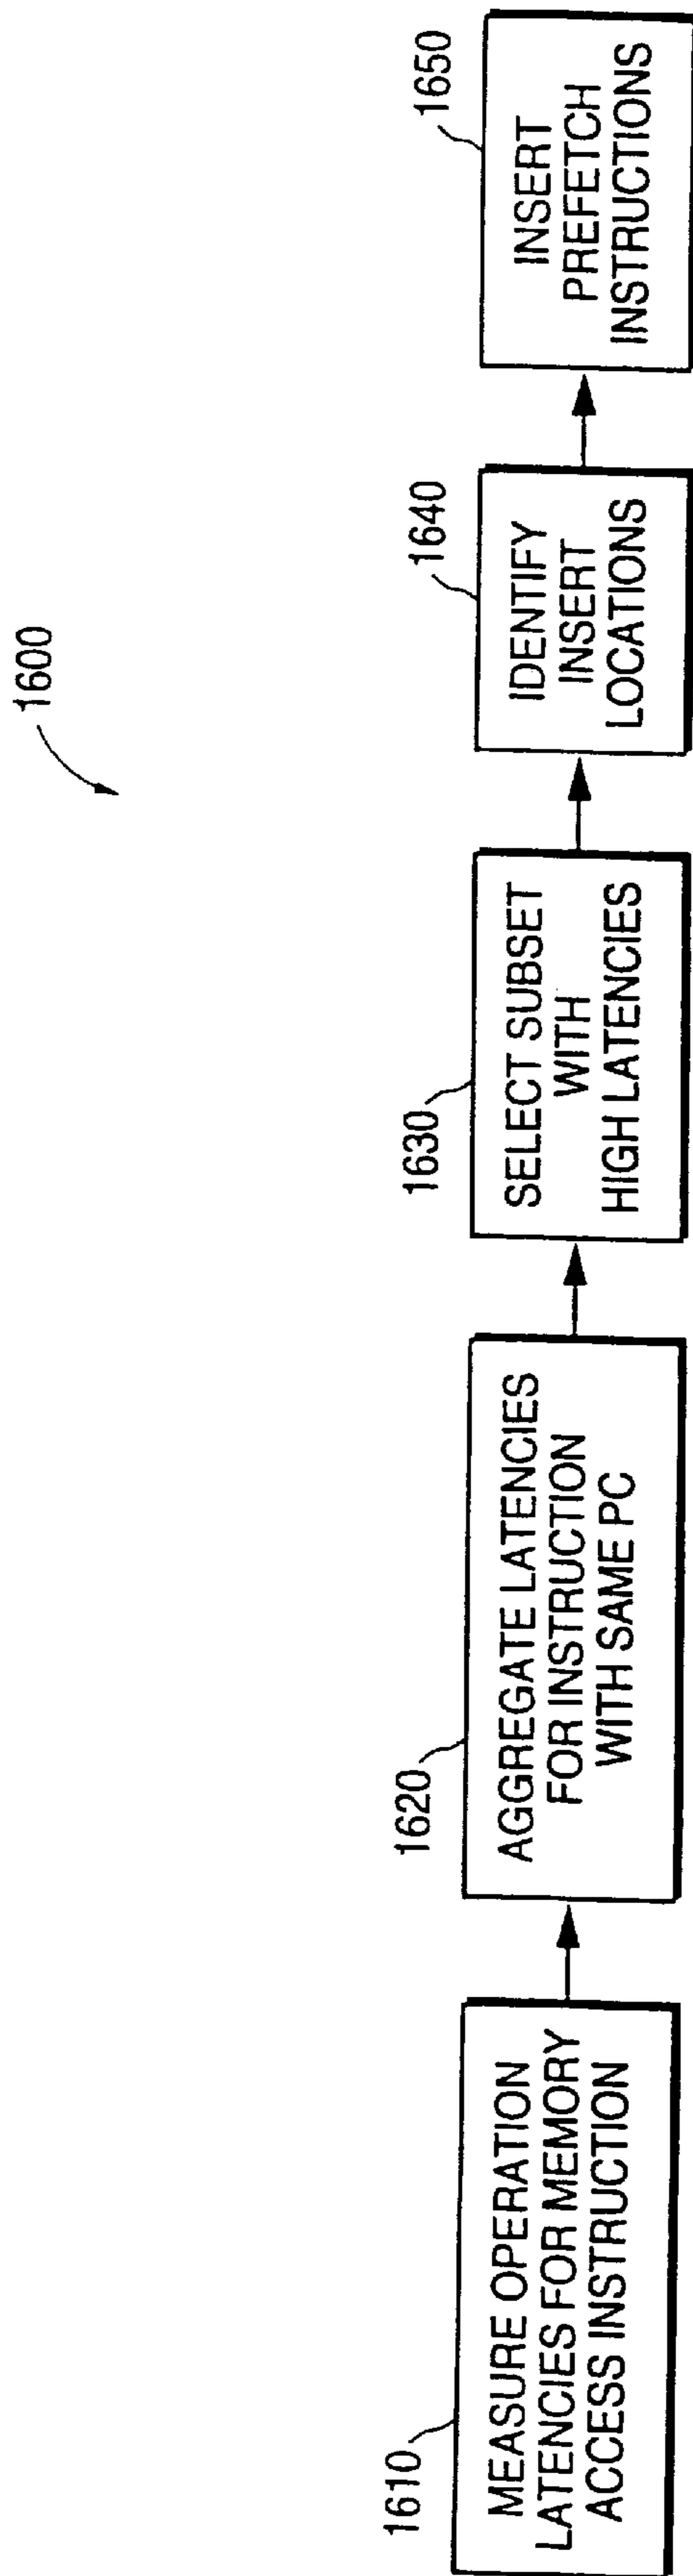 1600
1610
MEASURE OPERATION
LATENCIES FOR MEMORY
ACCESS INSTRUCTION
1620
AGGREGATE LATENCIES
FOR INSTRUCTION
WITH SAME PC
1630
SELECT SUBSET
WITH
HIGH LATENCIES
1640
IDENTIFY
INSERT
LOCATIONS
1650
INSERT
PREFETCH
INSTRUCTIONS